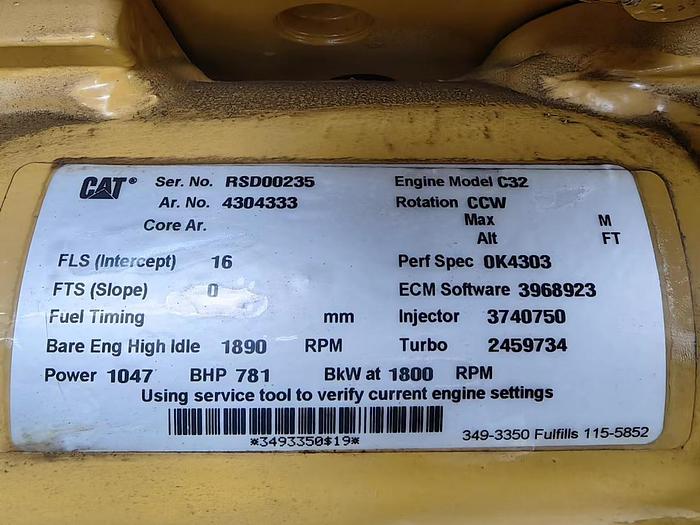 CAT® Ser. No. RSD00235 Engine Model C32
Ar. No. 4304333 Rotation CCW
Core Ar. Max M
Alt FT
FLS (Intercept) 16 Perf Spec 0K4303
FTS (Slope) 0 ECM Software 3968923
Fuel Timing mm Injector 3740750
Bare Eng High Idle 1890 RPM Turbo 2459734
Power 1047 BHP 781 BkW at 1800 RPM
Using service tool to verify current engine settings
*3493350$19* 349-3350 Fulfills 115-5852